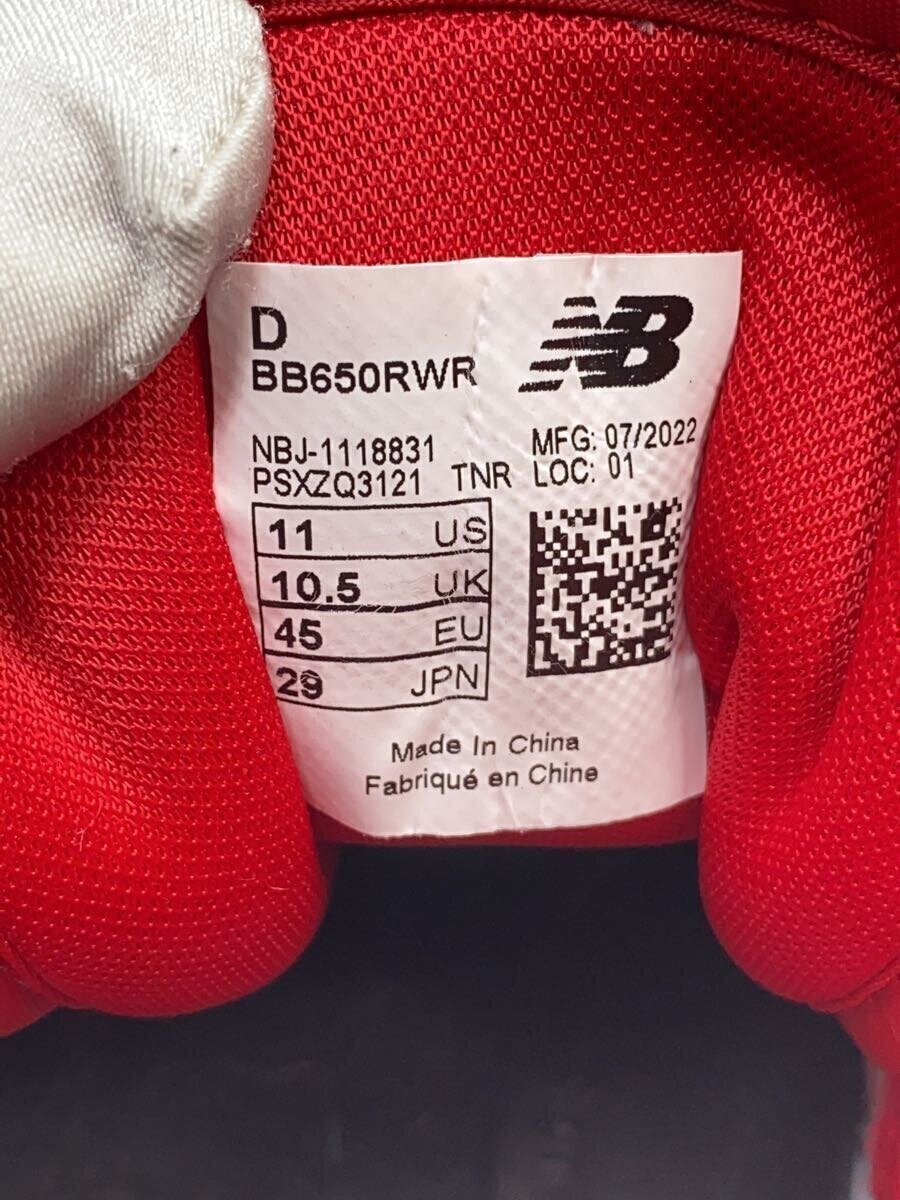 D
NB
BB650RWR
NBJ-1118831
MFG: 07/2022
PSXZQ3121 TNR
LOC: 01
11 US
10.5 UK
45 EU
29 JPN
Made In China
Fabriqué en Chine